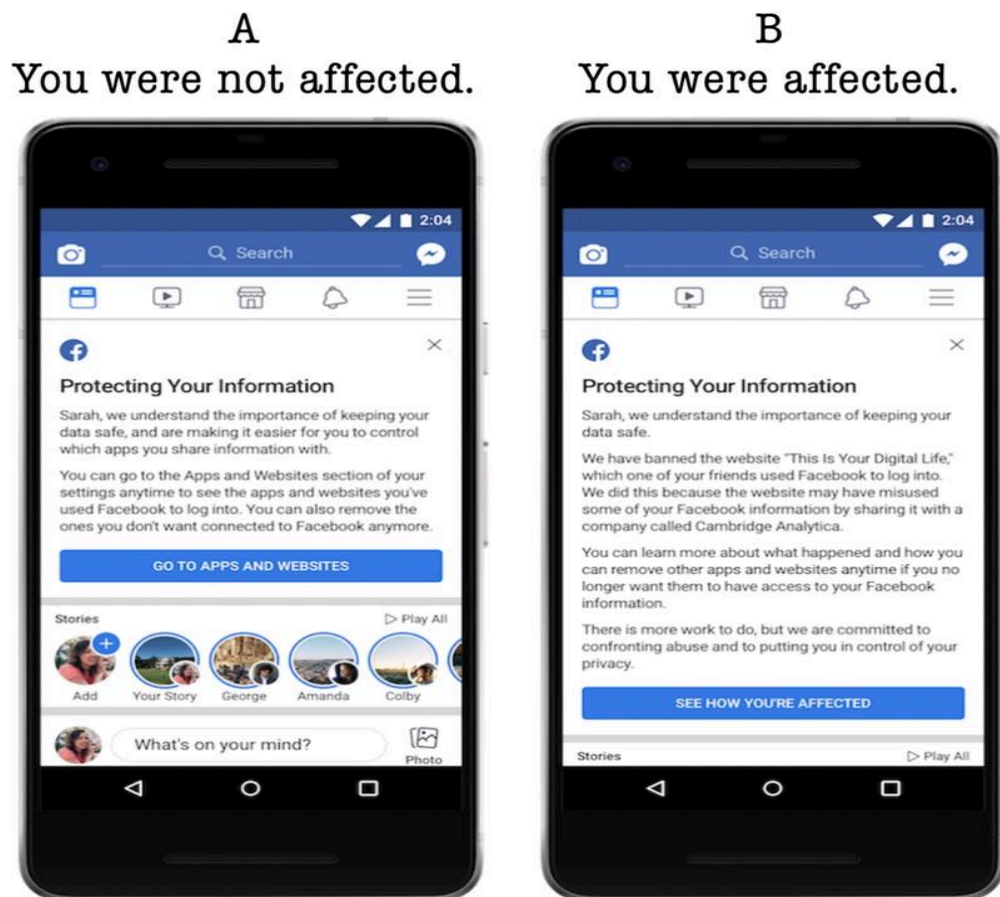 A
You were not affected.
2:04
Search
Protecting Your Information
Sarah, we understand the importance of keeping your
data safe, and are making it easier for you to control
which apps you share information with.
You can go to the Apps and Websites section of your
settings anytime to see the apps and websites you've
used Facebook to log into. You can also remove the
ones you don't want connected to Facebook anymore.
GO TO APPS AND WEBSITES
Stories Play All
Add Your Story George Amanda Colby
What's on your mind? Photo
B
You were affected.
2:04
Search
Protecting Your Information
Sarah, we understand the importance of keeping your
data safe.
We have banned the website "This Is Your Digital Life,"
which one of your friends used Facebook to log into.
We did this because the website may have misused
some of your Facebook information by sharing it with a
company called Cambridge Analytica.
You can learn more about what happened and how you
can remove other apps and websites anytime if you no
longer want them to have access to your Facebook
information.
There is more work to do, but we are committed to
confronting abuse and to putting you in control of your
privacy.
SEE HOW YOU'RE AFFECTED
Stories Play All